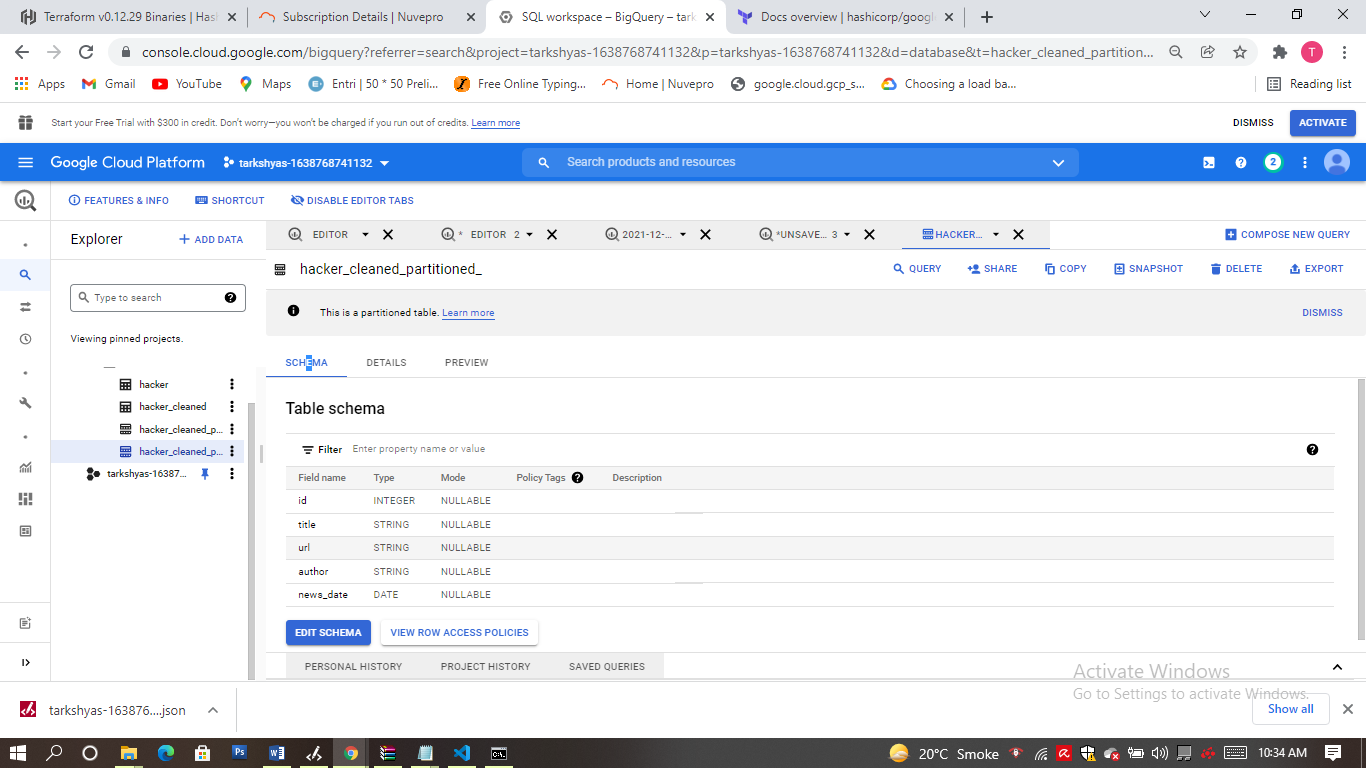 Terraform v0.12.29 Binaries | Hash
Subscription Details | Nuvepro
SQL workspace – BigQuery – tark
Docs overview | hashicorp/google
console.cloud.google.com/bigquery?referrer=search&project=tarkshyas-1638768741132&p=tarkshyas-1638768741132&d=database&t=hacker_cleaned_partition...
T
Apps
Gmail
YouTube
Maps
Entri | 50 * 50 Preli...
Free Online Typing...
Home | Nuvepro
google.cloud.gcp_s...
Choosing a load ba...
Reading list
Start your Free Trial with $300 in credit. Don't worry—you won't be charged if you run out of credits. Learn more
DISMISS
ACTIVATE
Google Cloud Platform
tarkshyas-1638768741132
Search products and resources
2
FEATURES & INFO
SHORTCUT
DISABLE EDITOR TABS
Explorer
+ ADD DATA
EDITOR
* EDITOR 2
2021-12-...
*UNSAVE... 3
HACKER...
COMPOSE NEW QUERY
hacker_cleaned_partitioned_
QUERY
SHARE
COPY
SNAPSHOT
DELETE
EXPORT
Type to search
This is a partitioned table. Learn more
DISMISS
Viewing pinned projects.
hacker
hacker_cleaned
hacker_cleaned_p...
hacker_cleaned_p...
tarkshyas-16387...
SCHEMA
DETAILS
PREVIEW
Table schema
Filter Enter property name or value
Field name Type Mode Policy Tags Description
id INTEGER NULLABLE
title STRING NULLABLE
url STRING NULLABLE
author STRING NULLABLE
news_date DATE NULLABLE
EDIT SCHEMA
VIEW ROW ACCESS POLICIES
PERSONAL HISTORY
PROJECT HISTORY
SAVED QUERIES
Activate Windows
Go to Settings to activate Windows.
tarkshyas-163876....json
Show all
20°C Smoke
10:34 AM